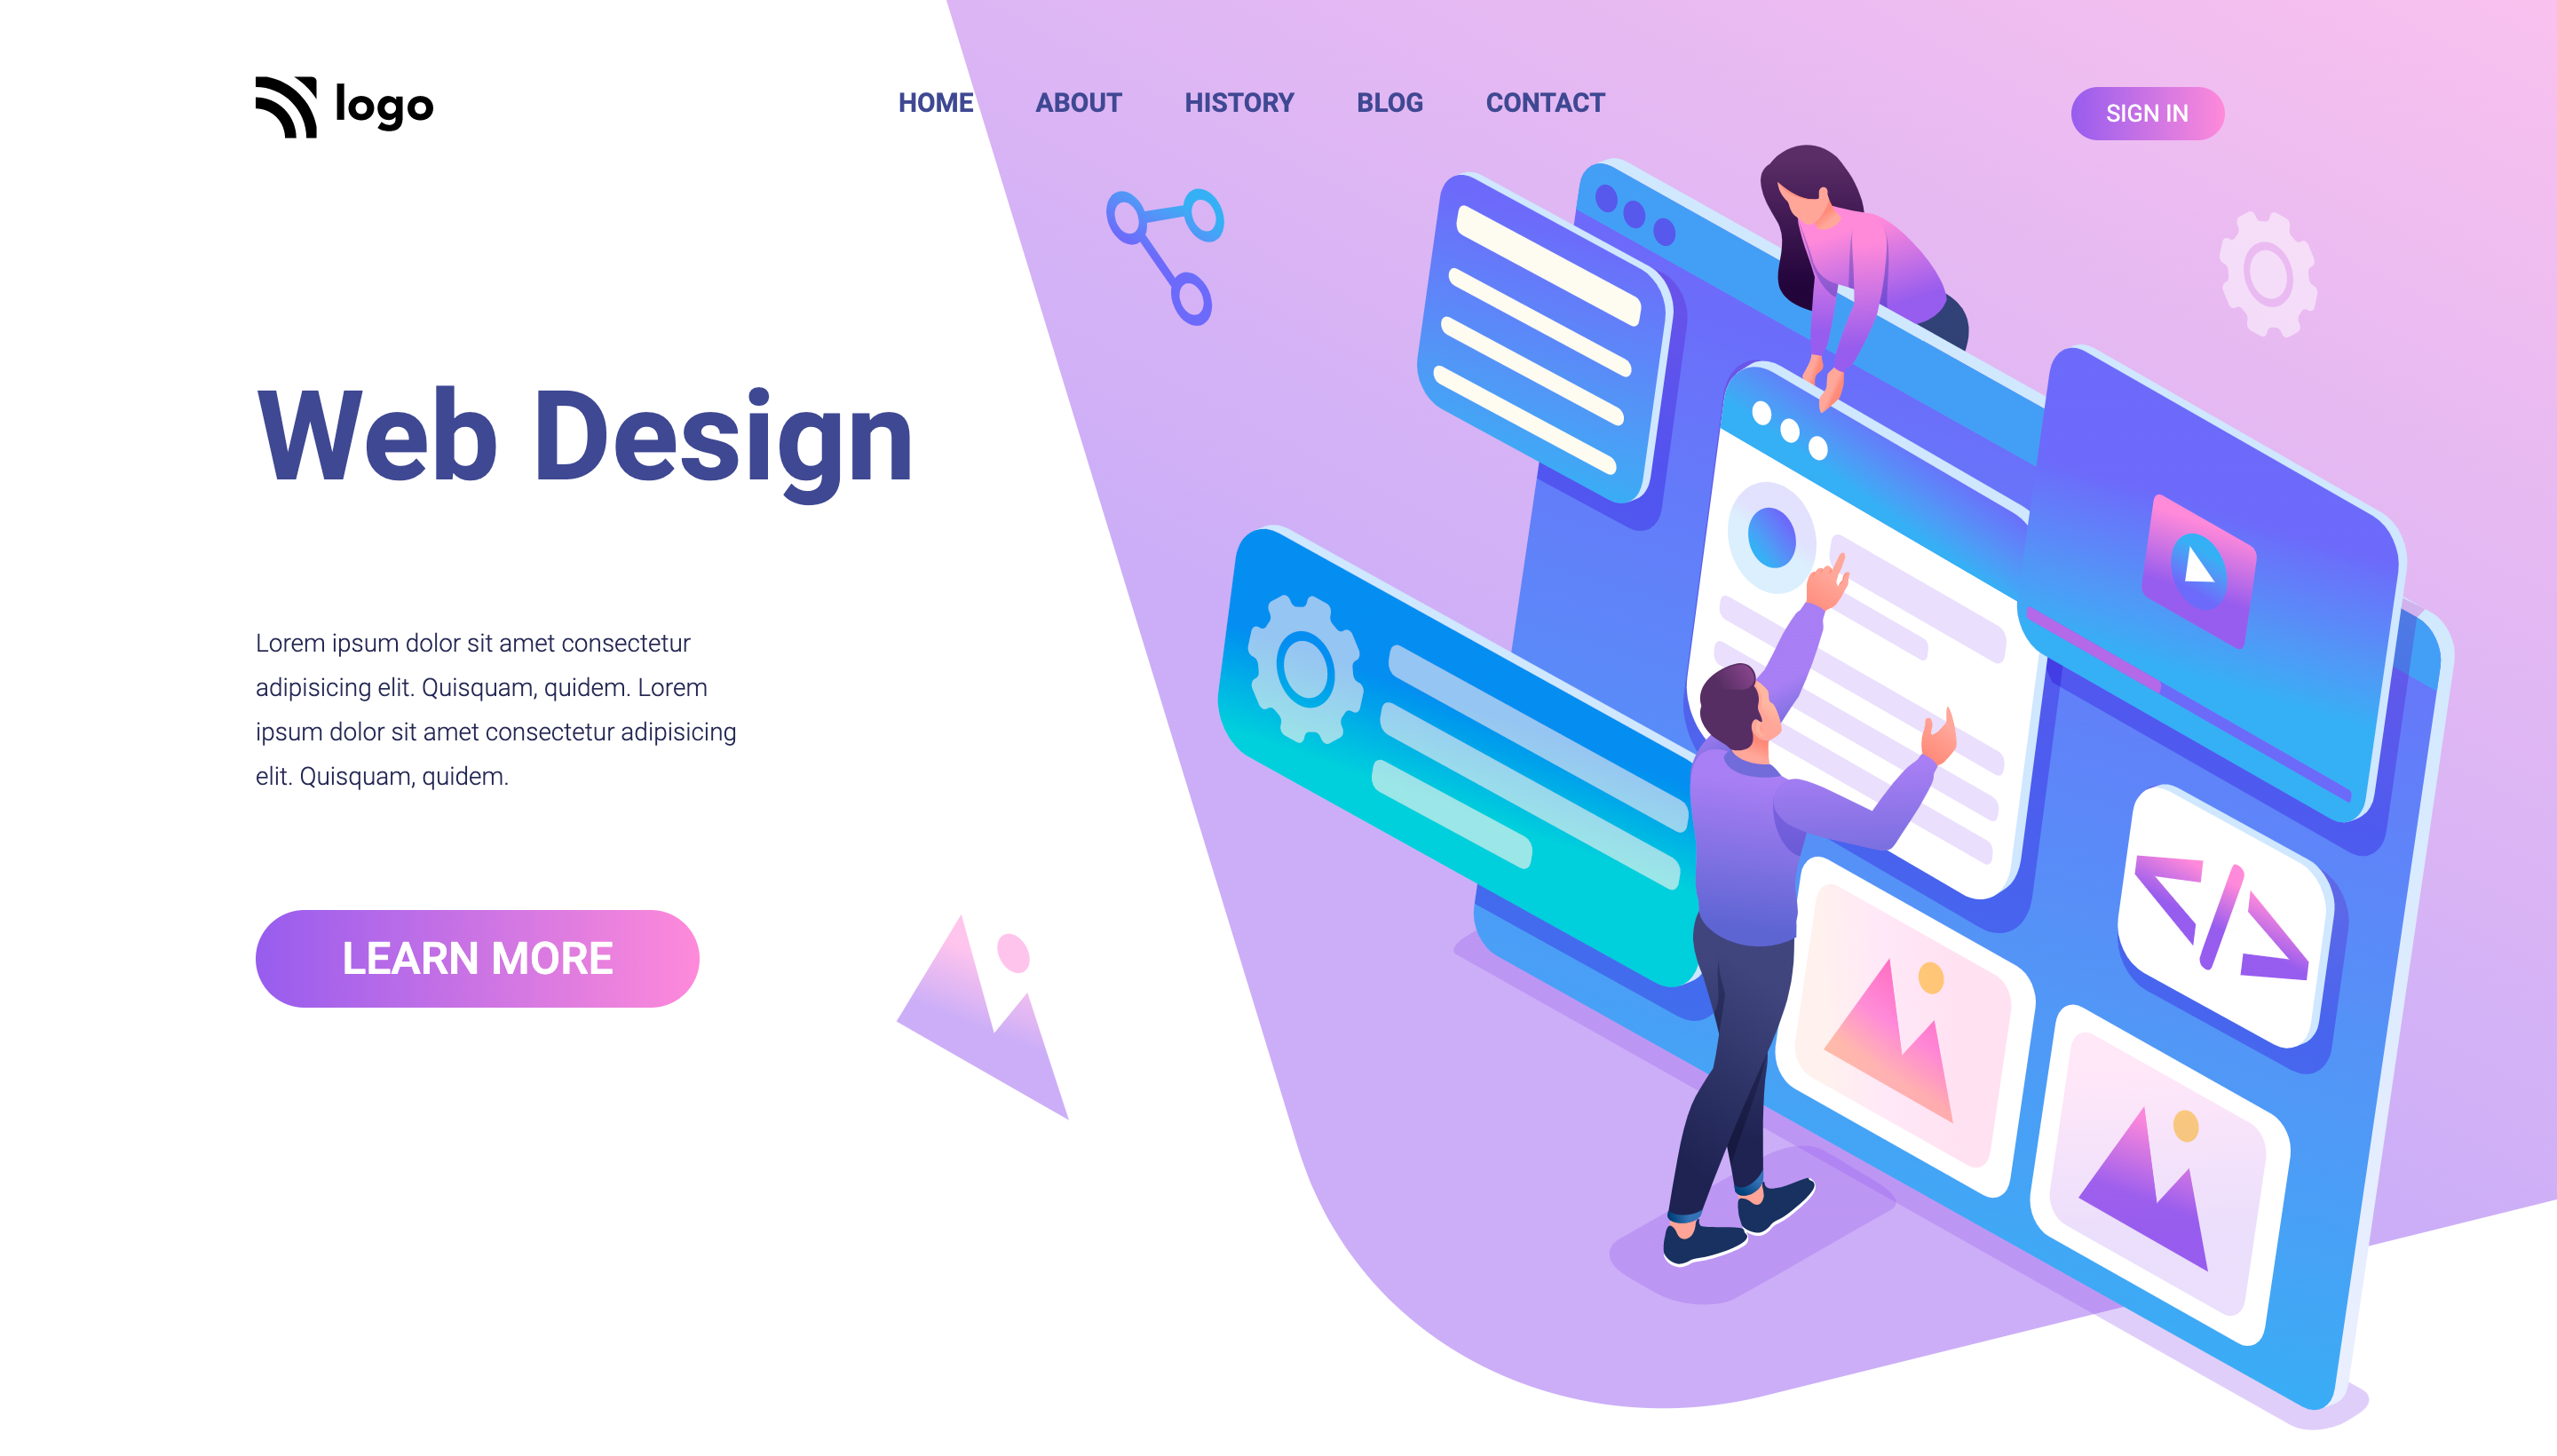 logo
HOME ABOUT HISTORY BLOG CONTACT
SIGN IN
Web Design
Lorem ipsum dolor sit amet consectetur
adipisicing elit. Quisquam, quidem. Lorem
ipsum dolor sit amet consectetur adipisicing
elit. Quisquam, quidem.
LEARN MORE
</>